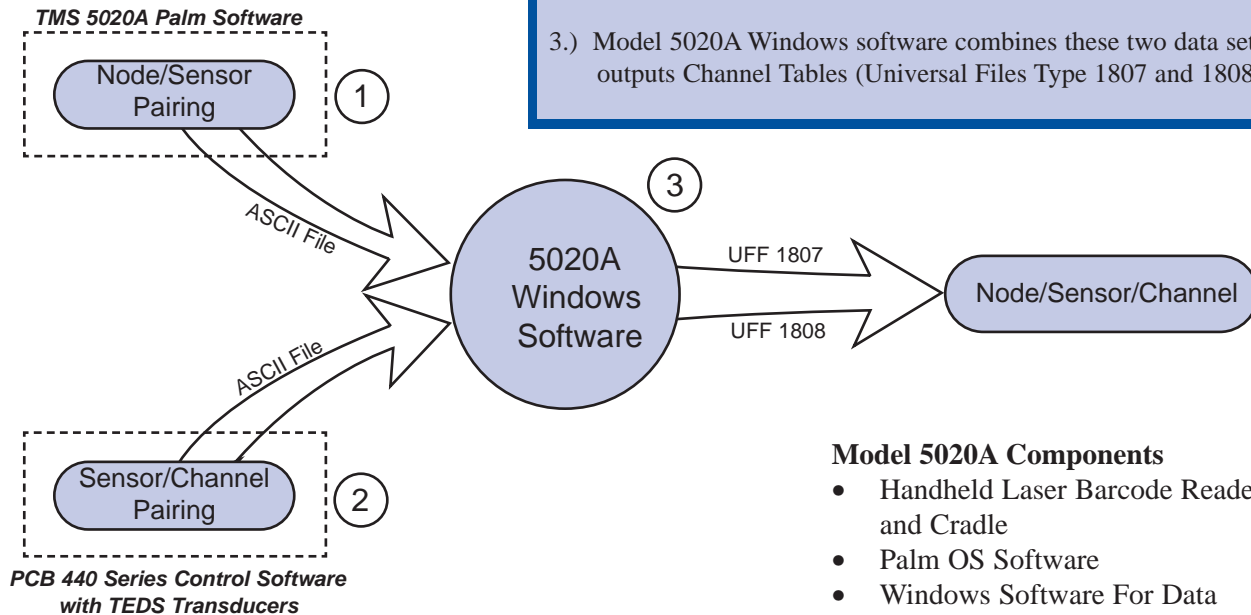 TMS 5020A Palm Software
Node/Sensor
Pairing
1
3.) Model 5020A Windows software combines these two data set
outputs Channel Tables (Universal Files Type 1807 and 1808
ASCII File
3
5020A
Windows
Software
UFF 1807
UFF 1808
Node/Sensor/Channel
ASCII File
Sensor/Channel
Pairing
2
PCB 440 Series Control Software
with TEDS Transducers
Model 5020A Components
• Handheld Laser Barcode Reade
and Cradle
• Palm OS Software
• Windows Software For Data